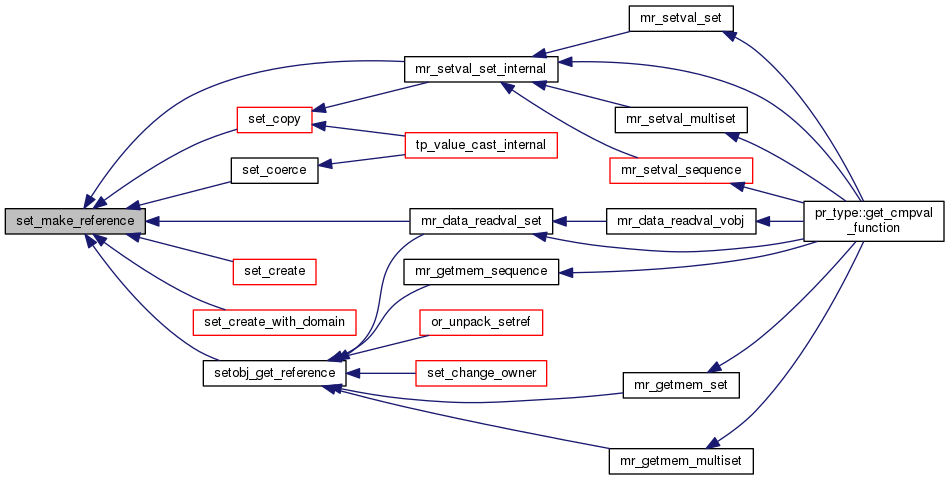 mr_setval_set
mr_setval_set_internal
set_copy
mr_setval_multiset
tp_value_cast_internal
set_coerce
mr_setval_sequence
set_make_reference
mr_data_readval_set
mr_data_readval_vobj
pr_type::get_cmpval
_function
set_create
mr_getmem_sequence
set_create_with_domain
or_unpack_setref
setobj_get_reference
set_change_owner
mr_getmem_set
mr_getmem_multiset